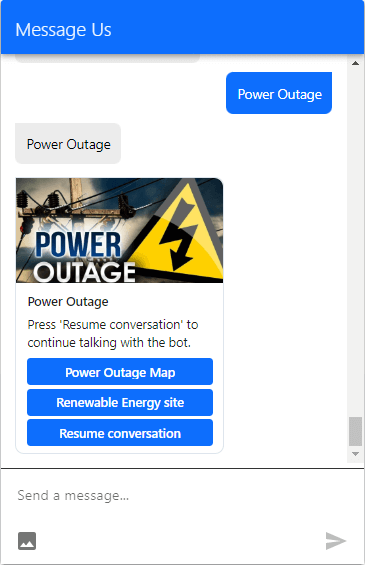 Message Us
Power Outage
Power Outage
POWER
OUTAGE
Power Outage
Press 'Resume conversation' to
continue talking with the bot.
Power Outage Map
Renewable Energy site
Resume conversation
Send a message...